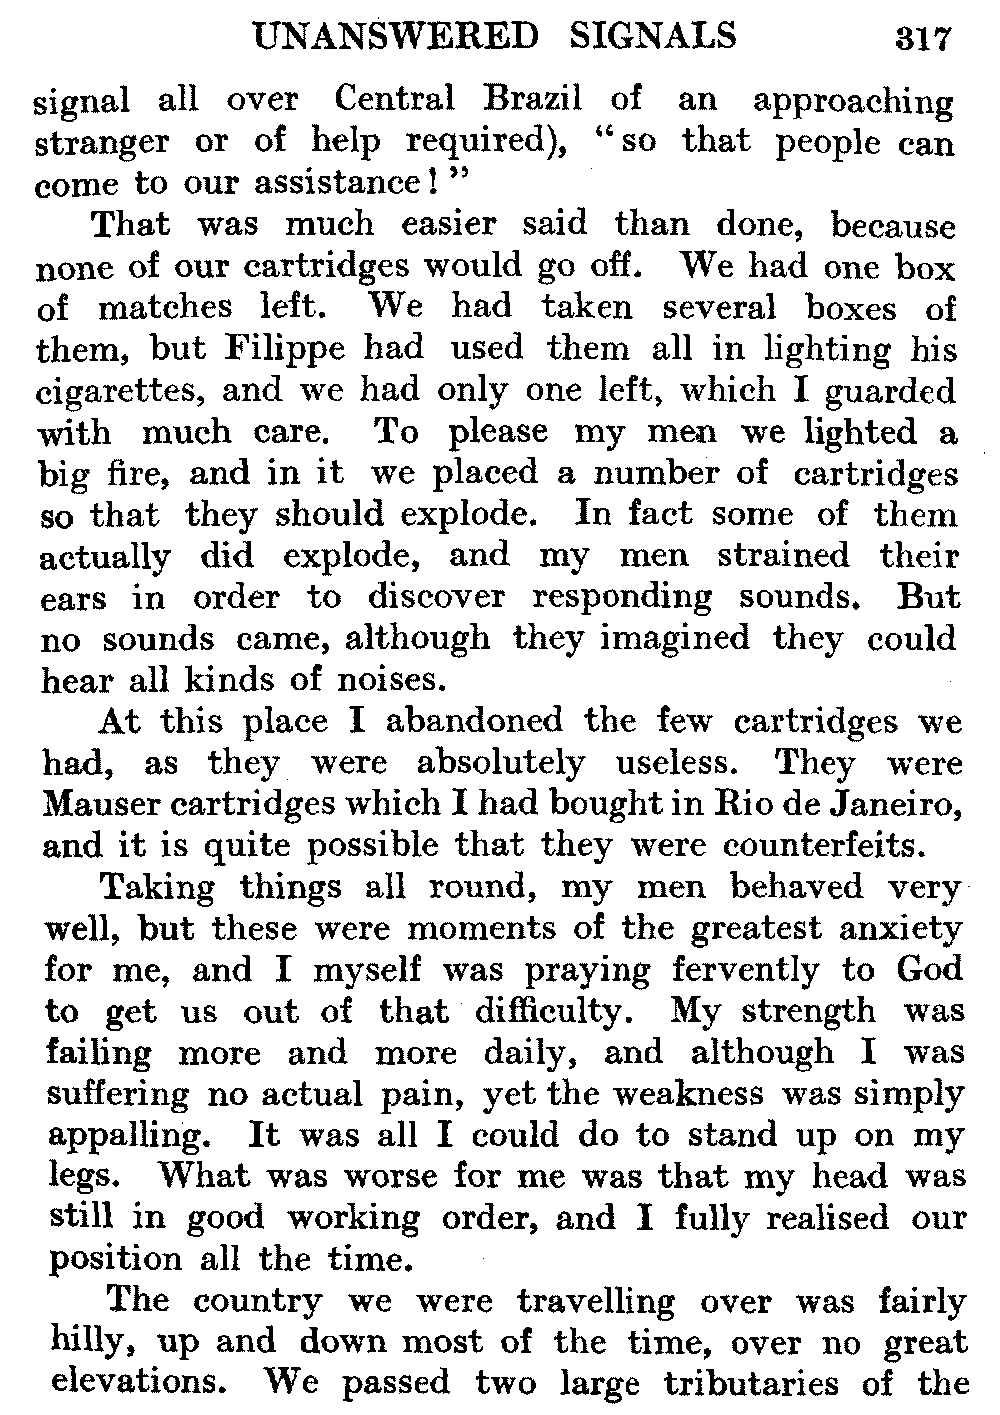 UNANSWERED SIGNALS 317
signal all over Central Brazil of an approaching
stranger or of help required), “so that people can
come to our assistance!”
That was much easier said than done, because
none of our cartridges would go off. We had one box
of matches left. We had taken several boxes of
them, but Filippe had used them all in lighting his
cigarettes, and we had only one left, which I guarded
with much care. To please my men we lighted a
big fire, and in it we placed a number of cartridges
so that they should explode. In fact some of them
actually did explode, and my men strained their
ears in order to discover responding sounds. But
no sounds came, although they imagined they could
hear all kinds of noises.
At this place I abandoned the few cartridges we
had, as they were absolutely useless. They were
Mauser cartridges which I had bought in Rio de Janeiro,
and it is quite possible that they were counterfeits.
Taking things all round, my men behaved very
well, but these were moments of the greatest anxiety
for me, and I myself was praying fervently to God
to get us out of that difficulty. My strength was
failing more and more daily, and although I was
suffering no actual pain, yet the weakness was simply
appalling. It was all I could do to stand up on my
legs. What was worse for me was that my head was
still in good working order, and I fully realised our
position all the time.
The country we were travelling over was fairly
hilly, up and down most of the time, over no great
elevations. We passed two large tributaries of the